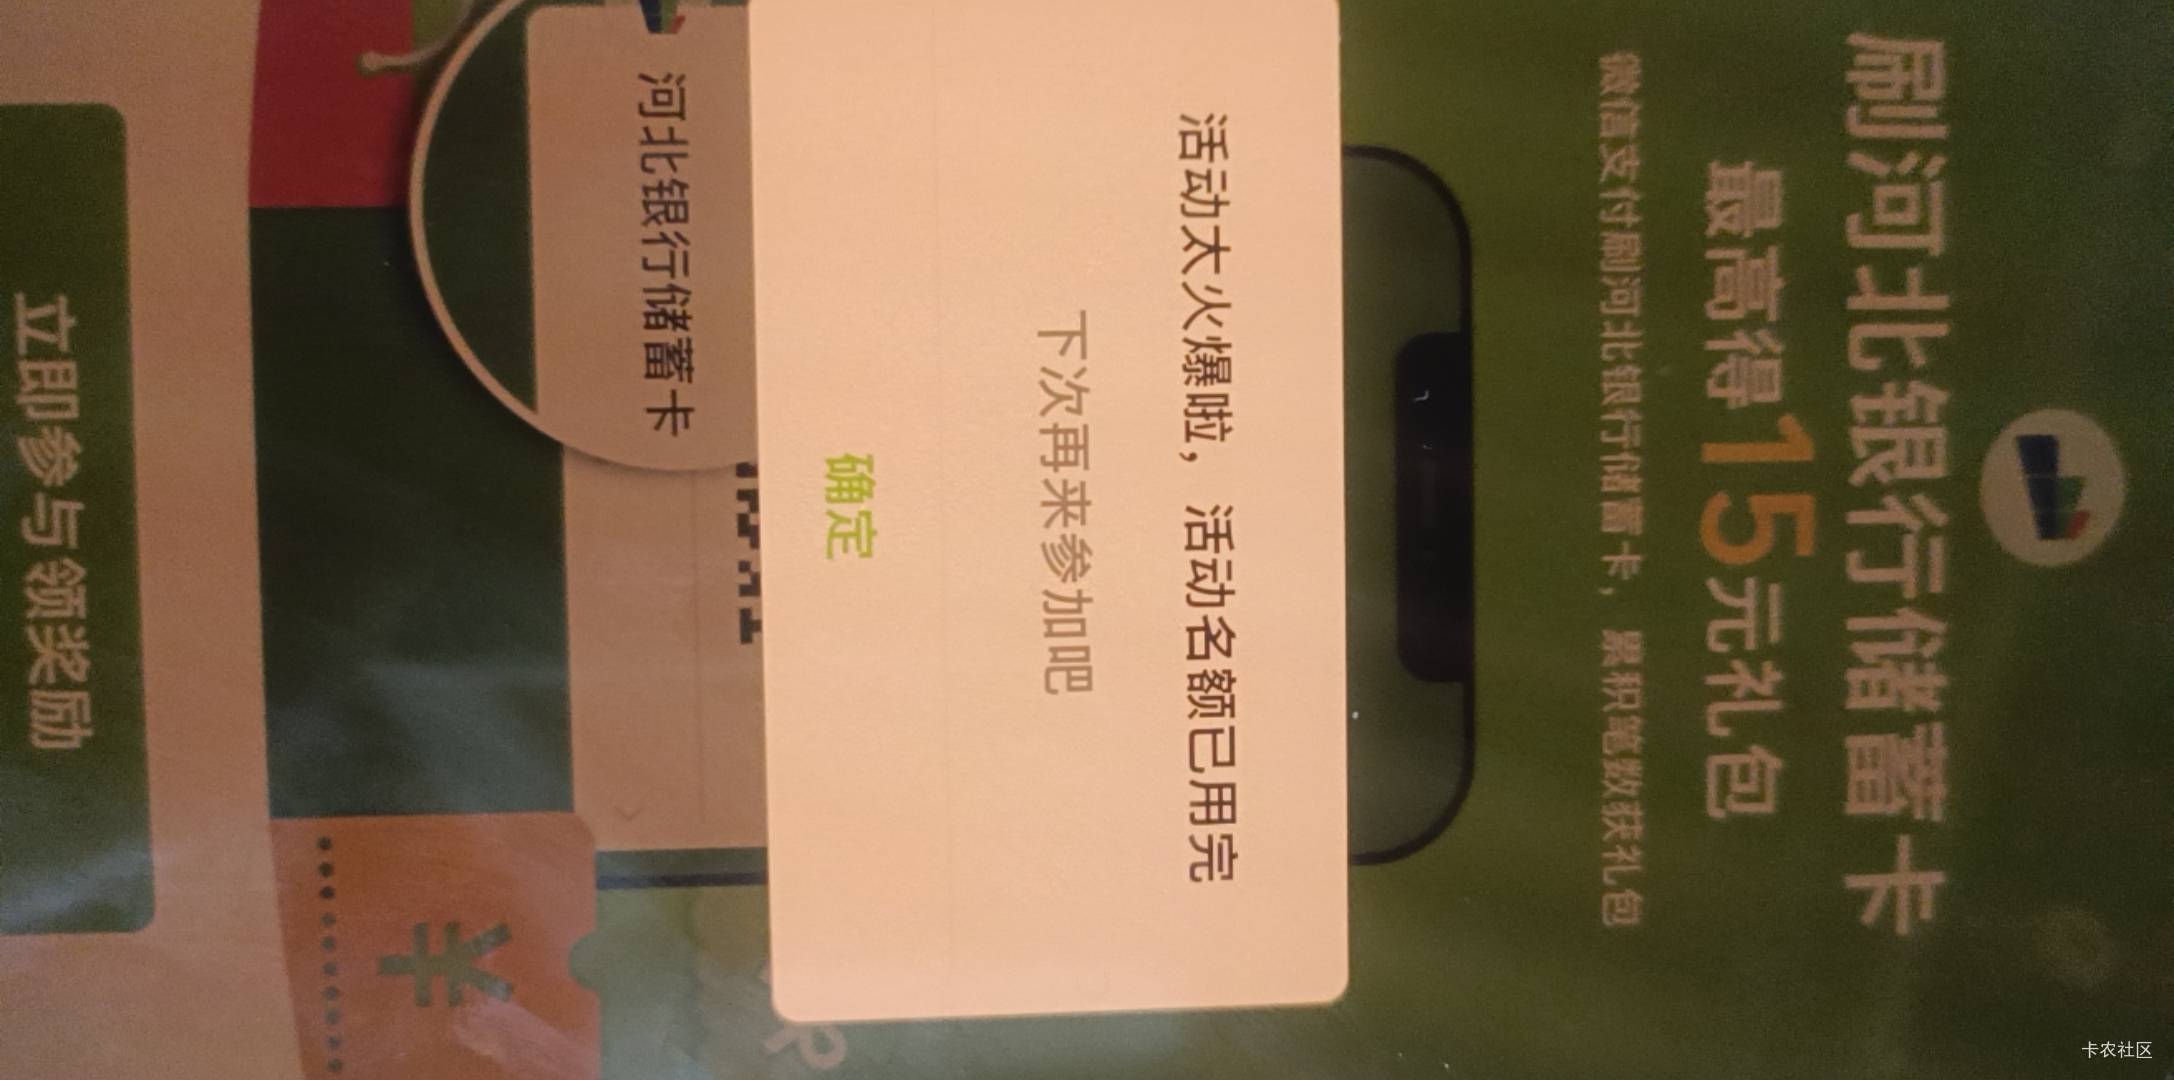 刷河北银行储蓄卡
最高得15元礼包
微信支付刷河北银行储蓄卡，累积笔数获礼包
活动太火爆啦，活动名额已用完
下次再来参加吧
确定
河北银行储蓄卡
¥
立即参与领奖励
卡农社区